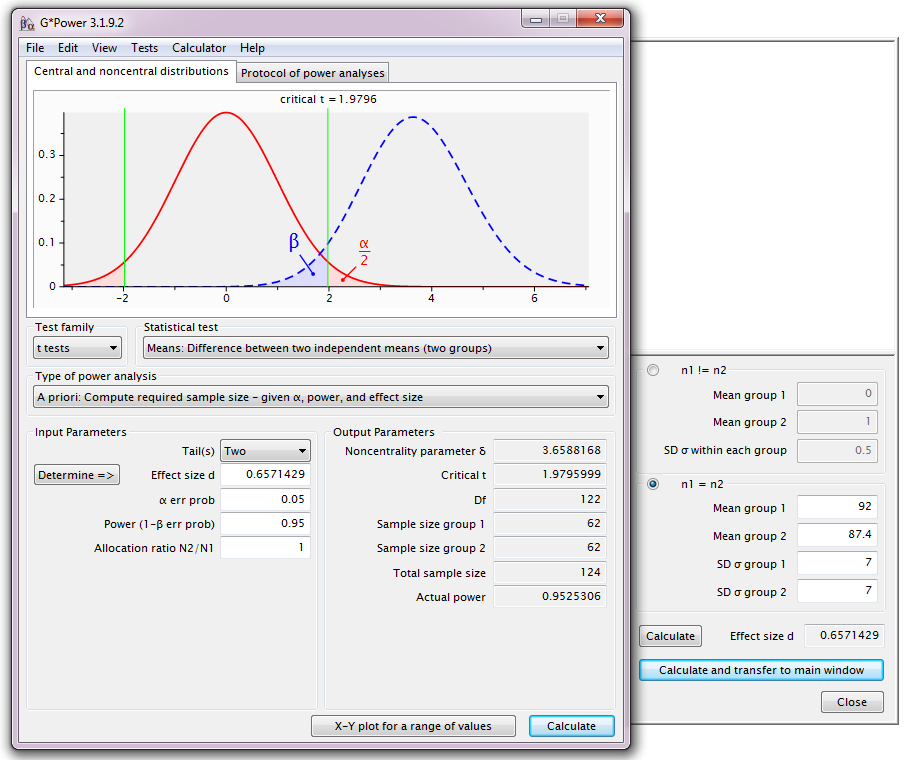 G*Power 3.1.9.2
File Edit View Tests Calculator Help
Central and noncentral distributions Protocol of power analyses
critical t = 1.9796
0.3
0.2
0.1
0
β
α
2
-2 0 2 4 6
Test family
t tests
Statistical test
Means: Difference between two independent means (two groups)
Type of power analysis
A priori: Compute required sample size - given α, power, and effect size
Input Parameters
Tail(s) Two
Determine => Effect size d 0.6571429
α err prob 0.05
Power (1-β err prob) 0.95
Allocation ratio N2/N1 1
Output Parameters
Noncentrality parameter δ 3.6588168
Critical t 1.9795999
Df 122
Sample size group 1 62
Sample size group 2 62
Total sample size 124
Actual power 0.9525306
X-Y plot for a range of values Calculate
n1 != n2
Mean group 1 0
Mean group 2 1
SD σ within each group 0.5
n1 = n2
Mean group 1 92
Mean group 2 87.4
SD σ group 1 7
SD σ group 2 7
Calculate Effect size d 0.6571429
Calculate and transfer to main window
Close